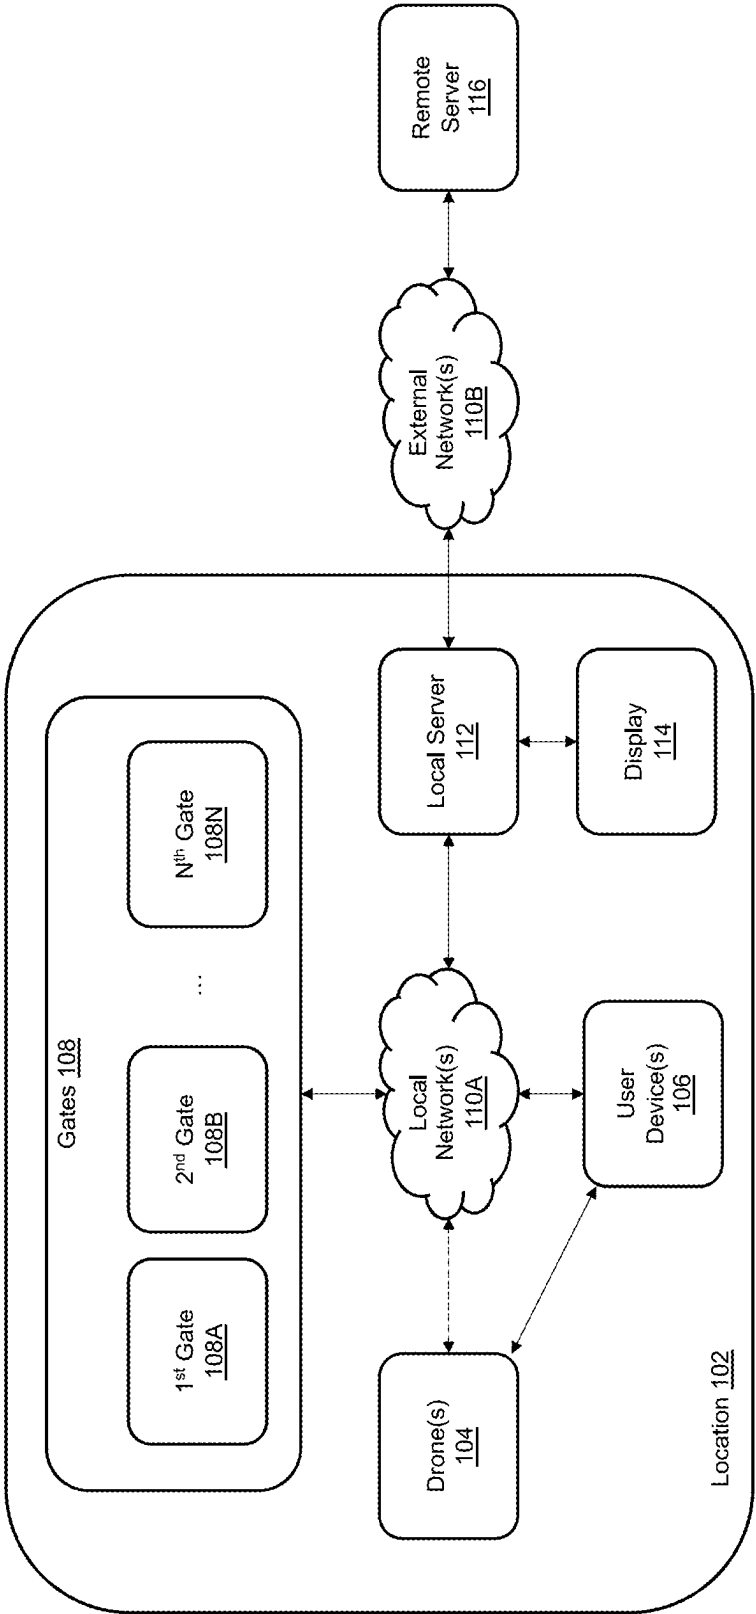 Gates 108
1st Gate
108A
2nd Gate
108B
...
Nth Gate
108N
Drone(s)
104
Local
Network(s)
110A
Local Server
112
External
Network(s)
110B
Remote
Server
116
User
Device(s)
106
Display
114
Location 102